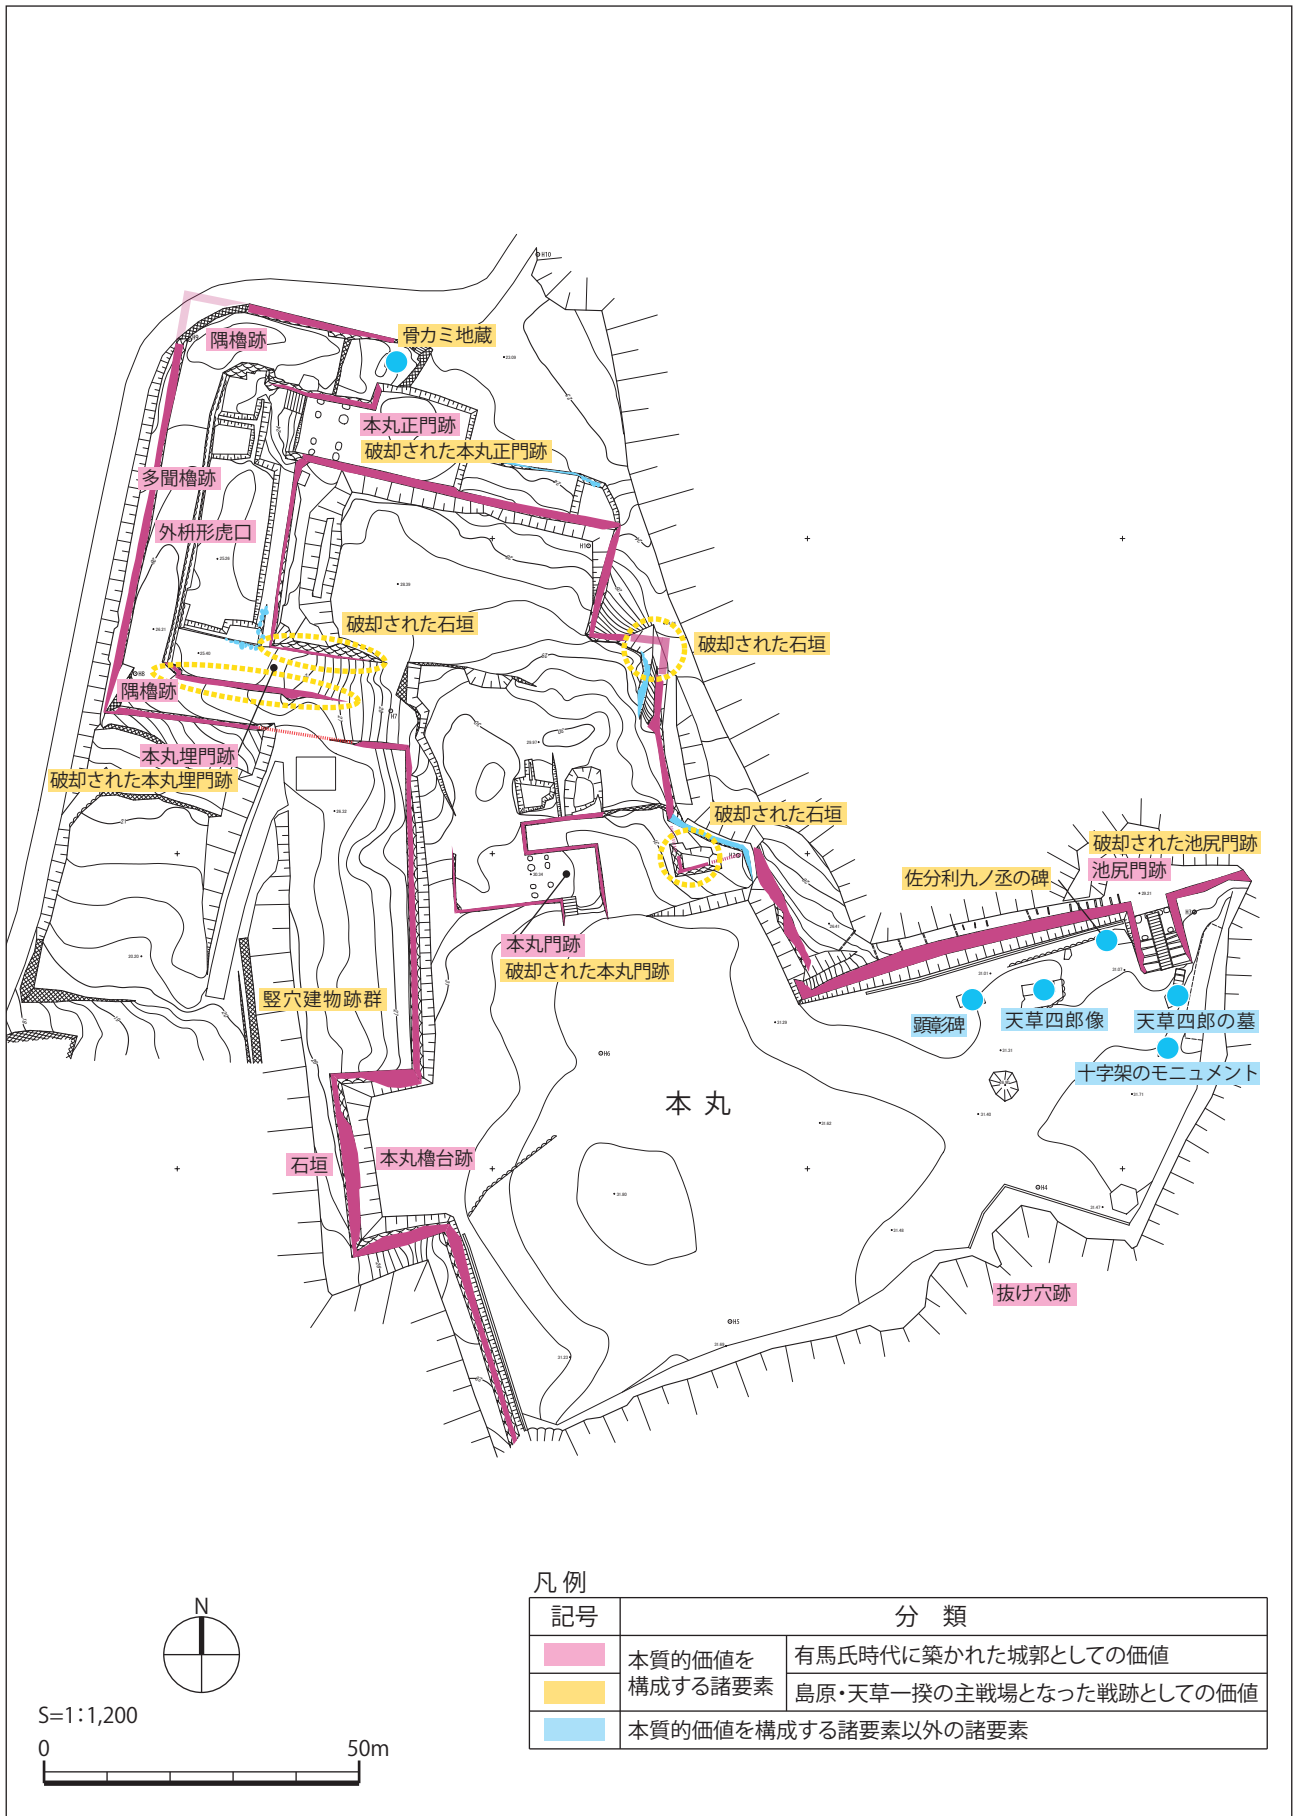 H10
隅櫓跡
骨カミ地蔵
本丸正門跡
破却された本丸正門跡
多聞櫓跡
外枡形虎口
破却された石垣
破却された石垣
隅櫓跡
H8
H7
本丸埋門跡
破却された本丸埋門跡
破却された石垣
破却された池尻門跡
池尻門跡
佐分利九ノ丞の碑
本丸門跡
破却された本丸門跡
竪穴建物跡群
顕彰碑
天草四郎像
天草四郎の墓
十字架のモニュメント
H6
本 丸
石垣
本丸櫓台跡
H4
抜け穴跡
H5
凡 例
記号
分 類
本質的価値を
構成する諸要素
有馬氏時代に築かれた城郭としての価値
島原・天草一揆の主戦場となった戦跡としての価値
本質的価値を構成する諸要素以外の諸要素
N
S=1:1,200
0
50m